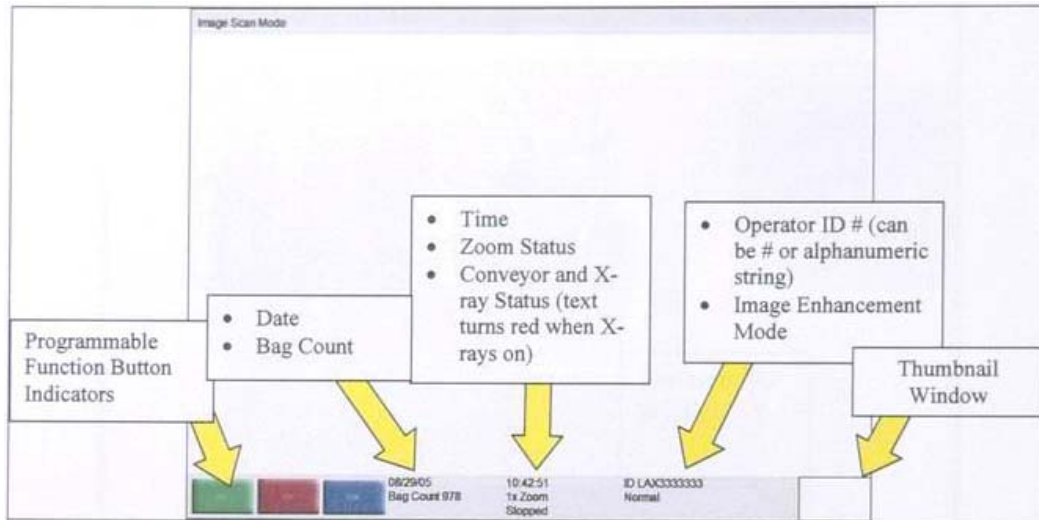 Image Scan Mode
• Time
• Zoom Status
• Conveyor and X-
ray Status (text
turns red when X-
rays on)
• Operator ID # (can
be # or alphanumeric
string)
• Image Enhancement
Mode
• Date
• Bag Count
Programmable
Function Button
Indicators
Thumbnail
Window
08/29/05
Bag Count 978
10:42:51
1x Zoom
Stopped
ID LAX3333333
Normal